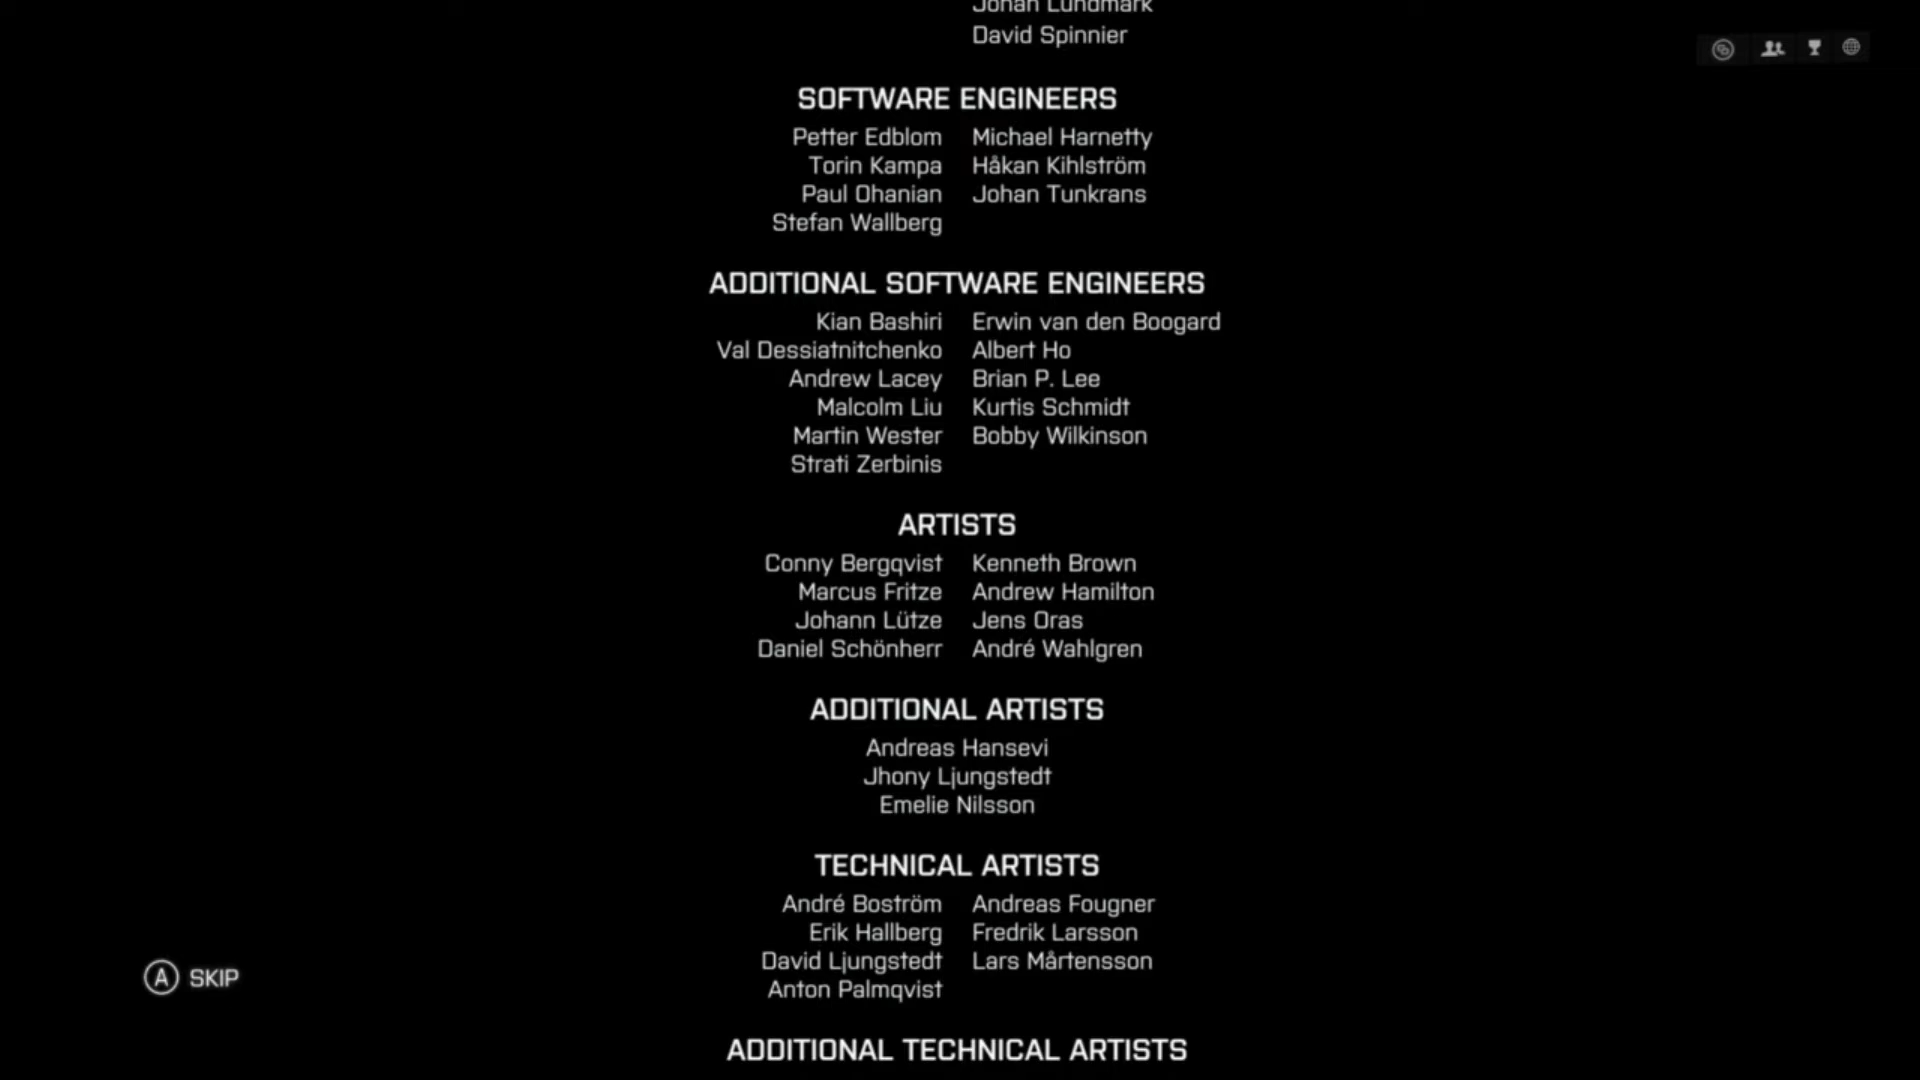 Johan Lundmark
David Spinnier
SOFTWARE ENGINEERS
Petter Edblom Michael Harnetty
Torin Kampa Håkan Kihlström
Paul Ohanian Johan Tunkrans
Stefan Wallberg
ADDITIONAL SOFTWARE ENGINEERS
Kian Bashiri Erwin van den Boogard
Val Dessiatnitchenko Albert Ho
Andrew Lacey Brian P. Lee
Malcolm Liu Kurtis Schmidt
Martin Wester Bobby Wilkinson
Strati Zerbinis
ARTISTS
Conny Bergqvist Kenneth Brown
Marcus Fritze Andrew Hamilton
Johann Lütze Jens Oras
Daniel Schönherr André Wahlgren
ADDITIONAL ARTISTS
Andreas Hansevi
Jhony Ljungstedt
Emelie Nilsson
TECHNICAL ARTISTS
André Boström Andreas Fougner
Erik Hallberg Fredrik Larsson
David Ljungstedt Lars Mårtensson
Anton Palmqvist
A SKIP
ADDITIONAL TECHNICAL ARTISTS